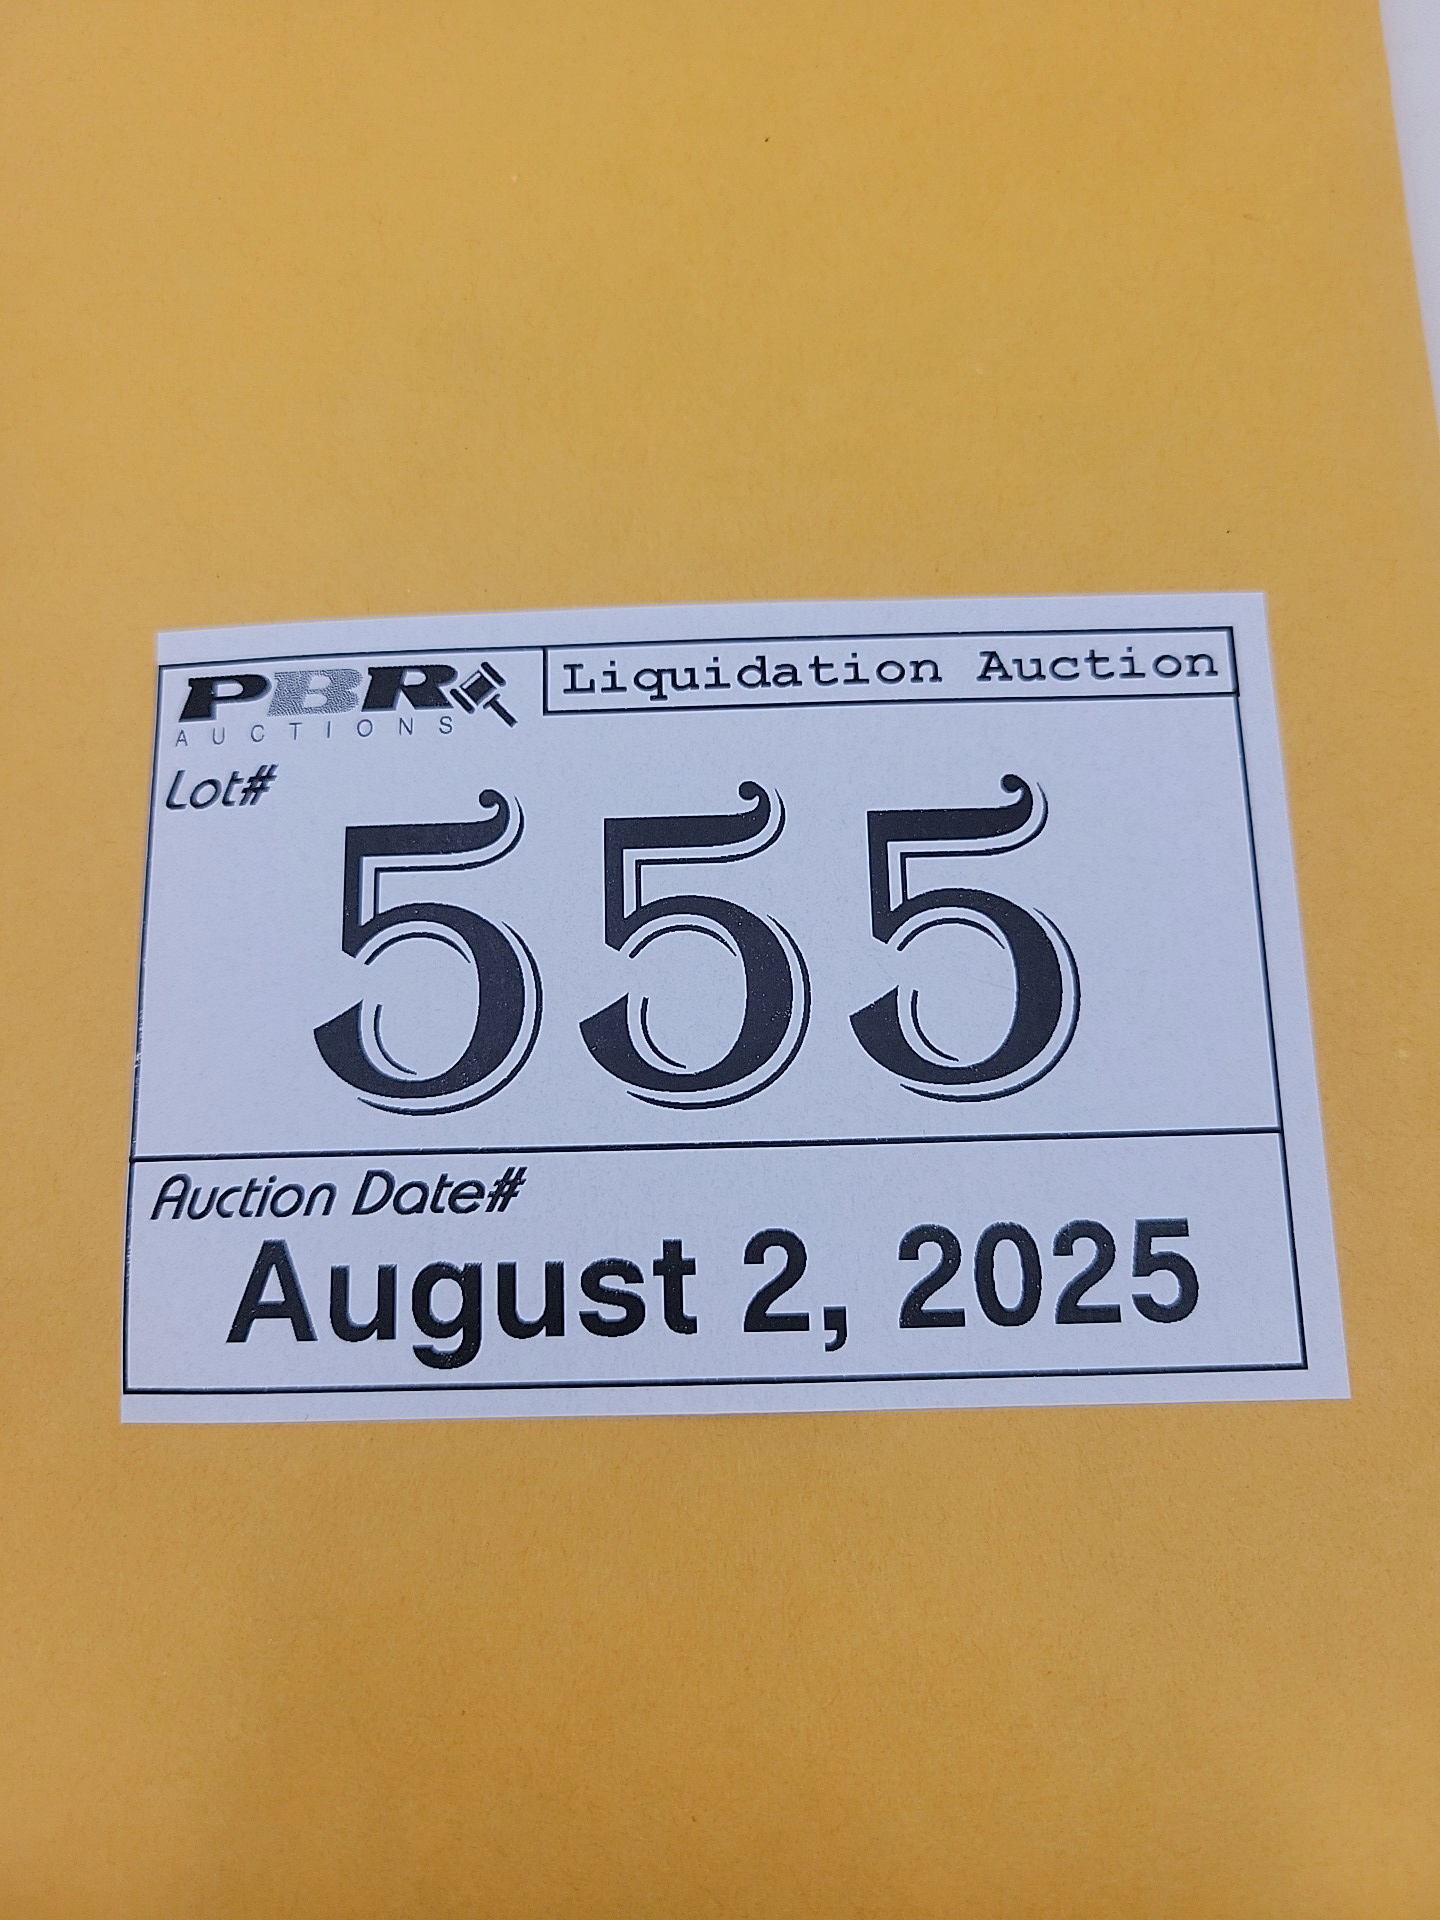 PBR
AUCTIONS
Liquidation Auction
Lot#
555
Auction Date#
August 2, 2025